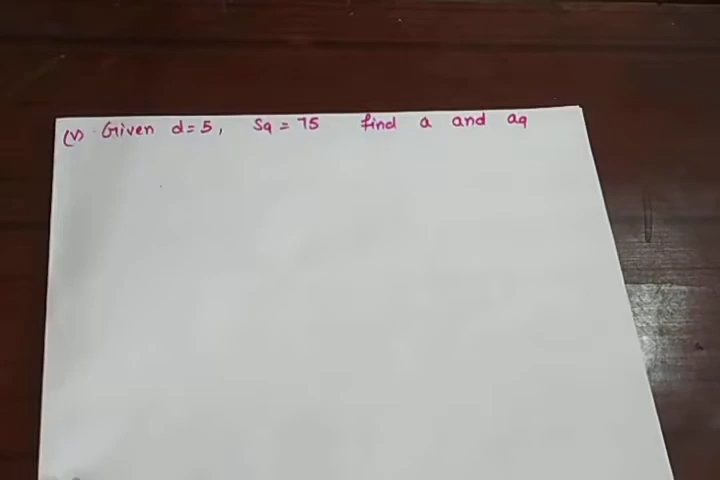 (v). Given d=5, S9 = 75 find a and a9